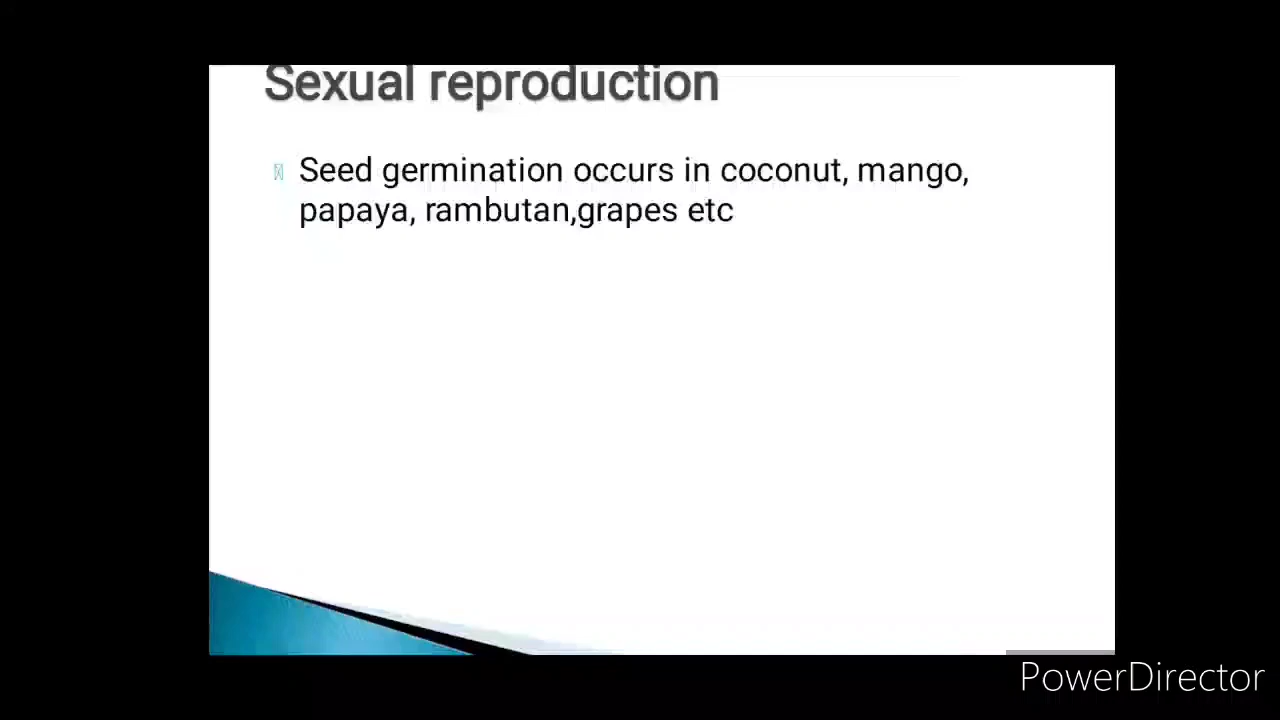 Sexual reproduction
Seed germination occurs in coconut, mango,
papaya, rambutan,grapes etc
PowerDirector